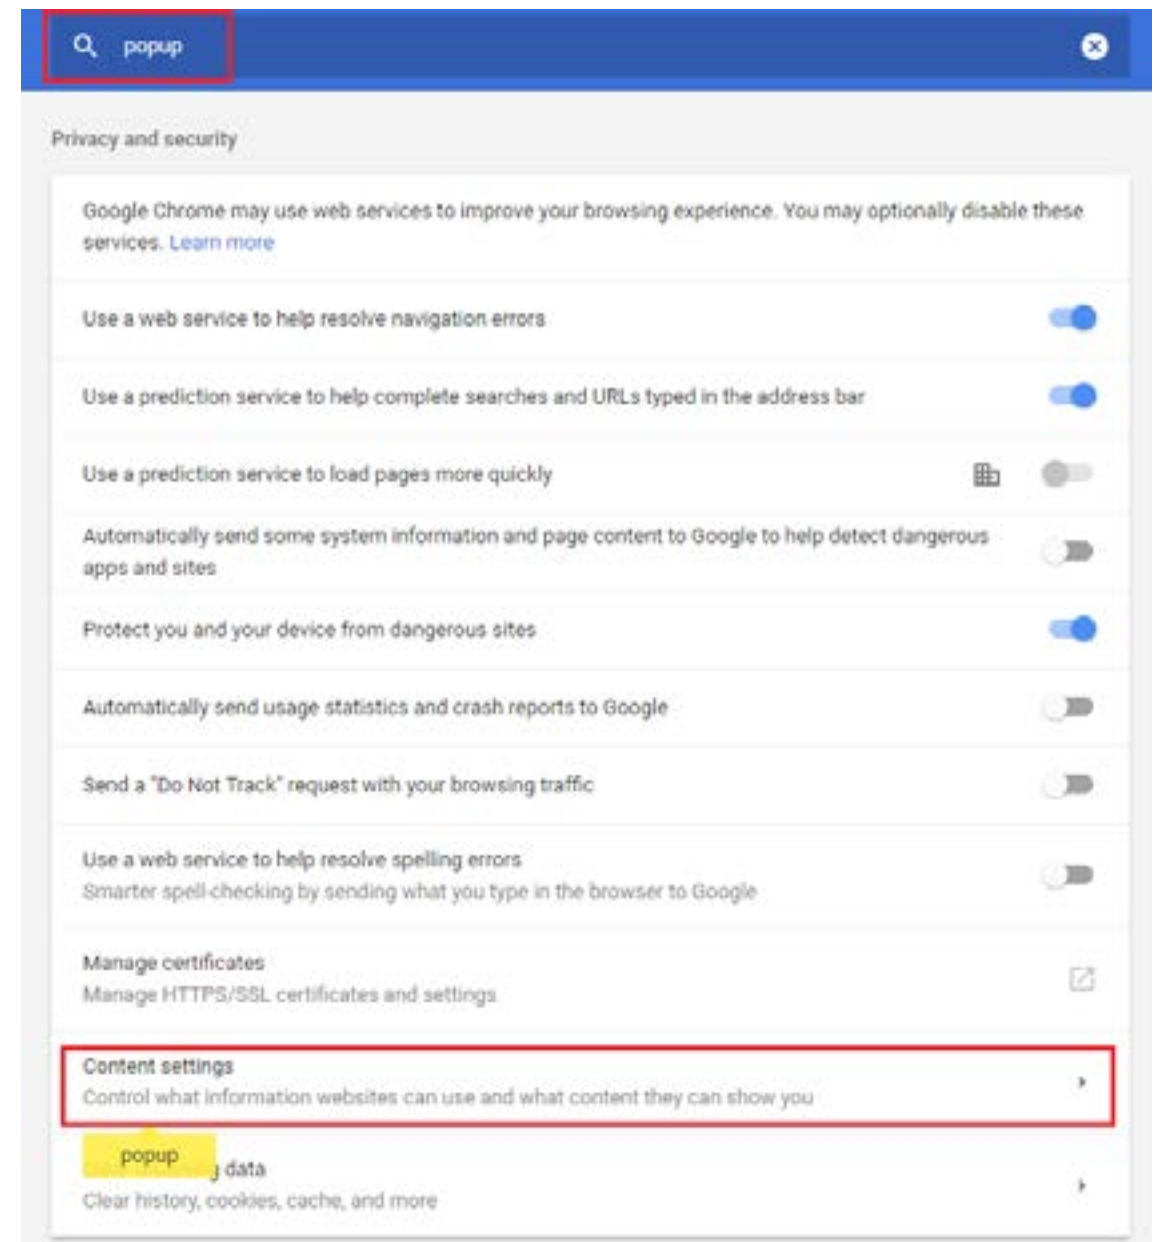 popup
Privacy and security
Google Chrome may use web services to improve your browsing experience. You may optionally disable these
services. Learn more
Use a web service to help resolve navigation errors
Use a prediction service to help complete searches and URLs typed in the address bar
Use a prediction service to load pages more quickly
Automatically send some system information and page content to Google to help detect dangerous
apps and sites
Protect you and your device from dangerous sites
Automatically send usage statistics and crash reports to Google
Send a "Do Not Track" request with your browsing traffic
Use a web service to help resolve spelling errors
Smarter spell-checking by sending what you type in the browser to Google
Manage certificates
Manage HTTPS/SSL certificates and settings
Content settings
Control what information websites can use and what content they can show you
popup
data
Clear history, cookies, cache, and more